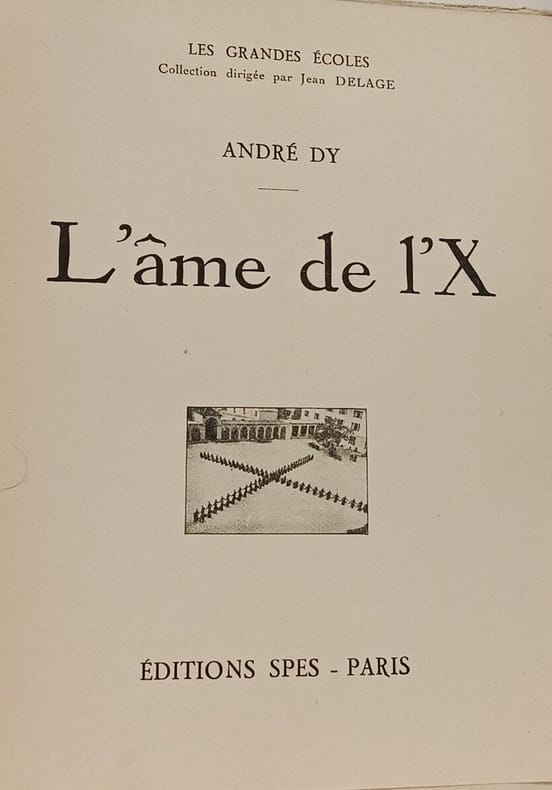 LES GRANDES ÉCOLES
Collection dirigée par Jean DELAGE
ANDRÉ DY
L'âme de l'X
ÉDITIONS SPES - PARIS